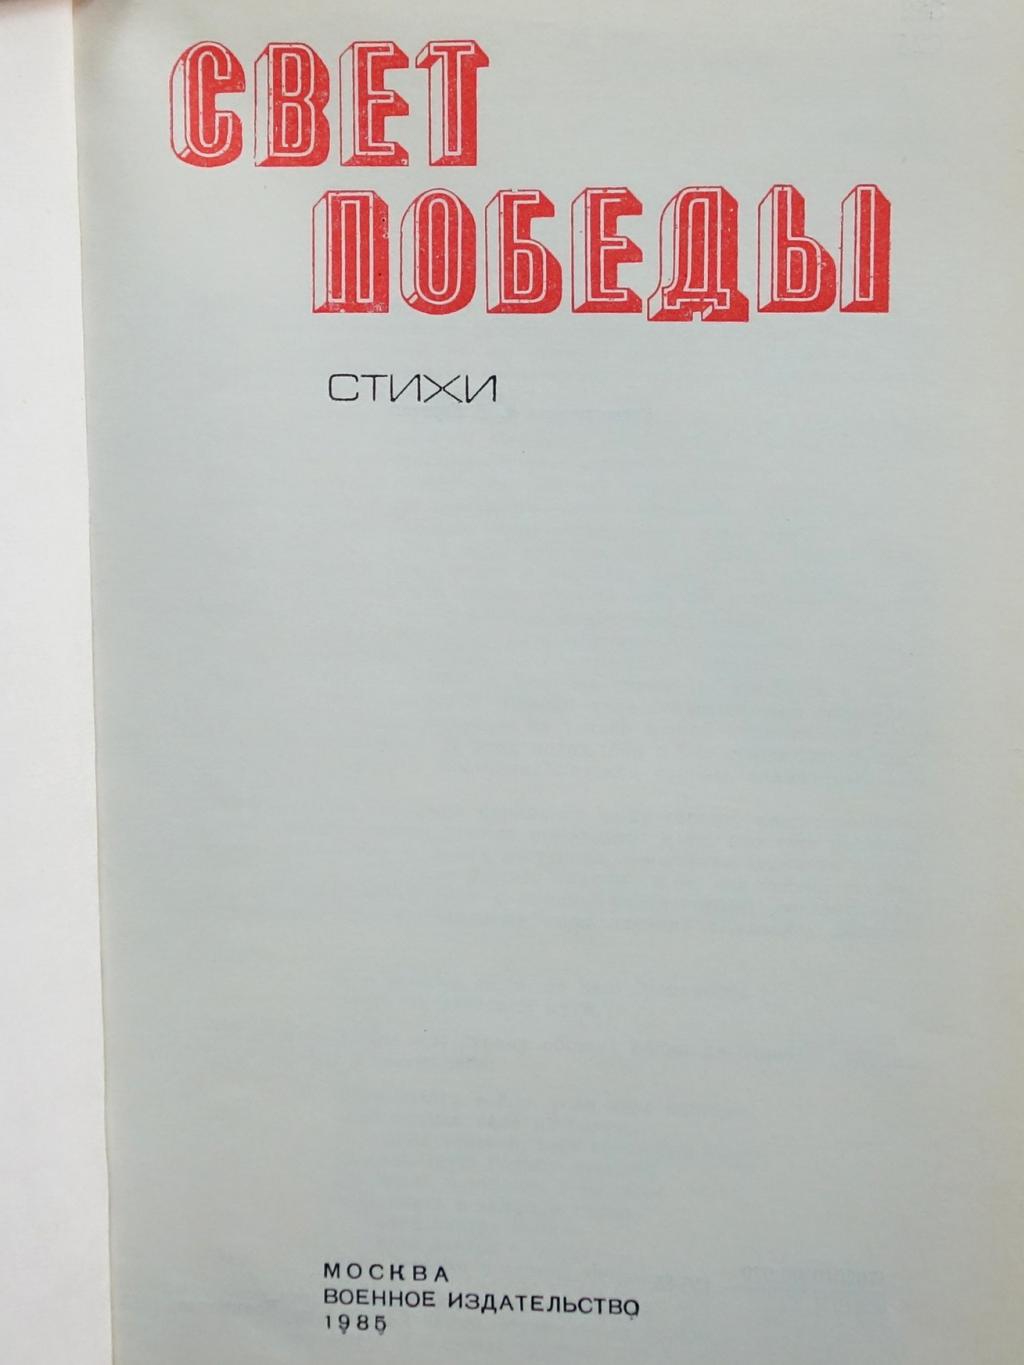 СВЕТ
ПОБЕДЫ
СТИХИ
МОСКВА
ВОЕННОЕ ИЗДАТЕЛЬСТВО
1985